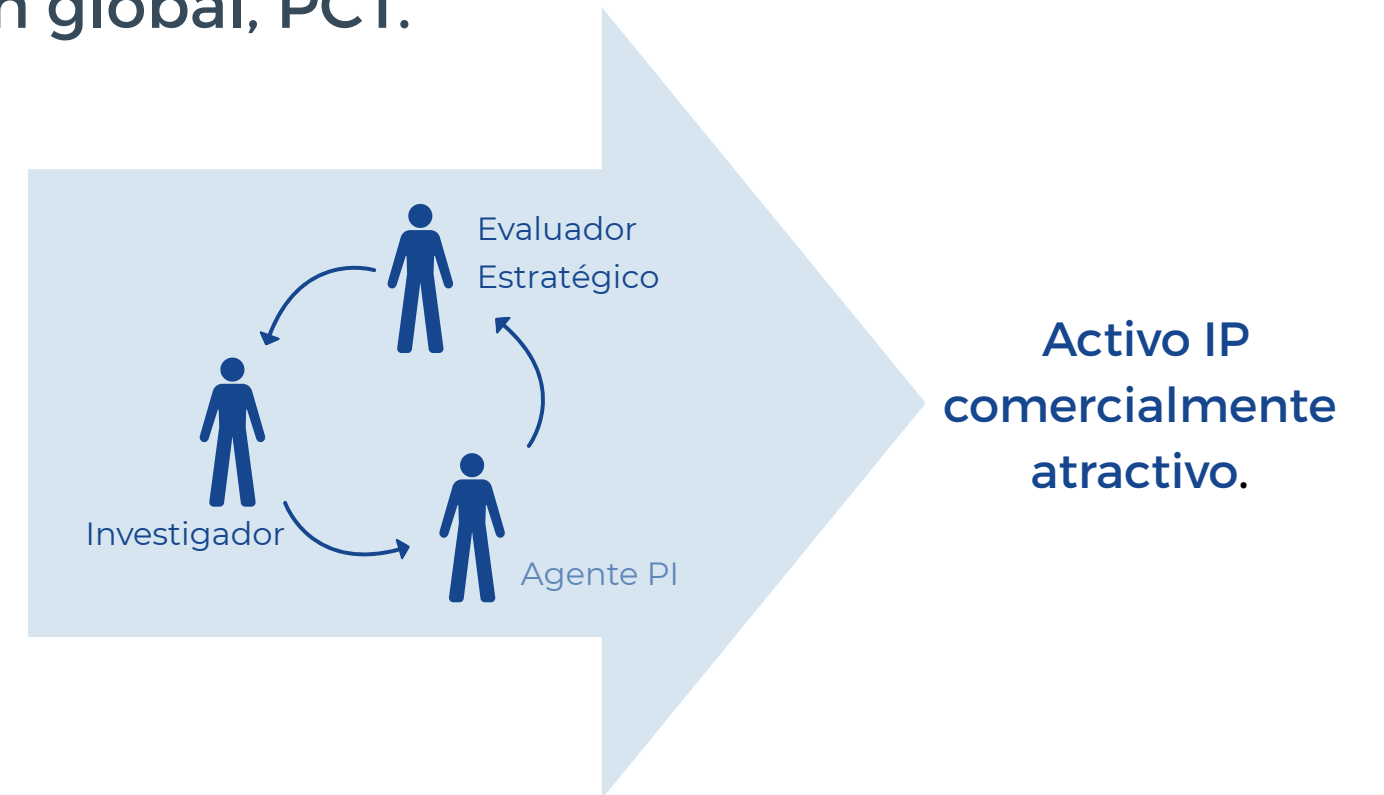 n global, PCT.
Evaluador
Estratégico
Activo IP
comercialmente
atractivo.
Investigador
Agente PI